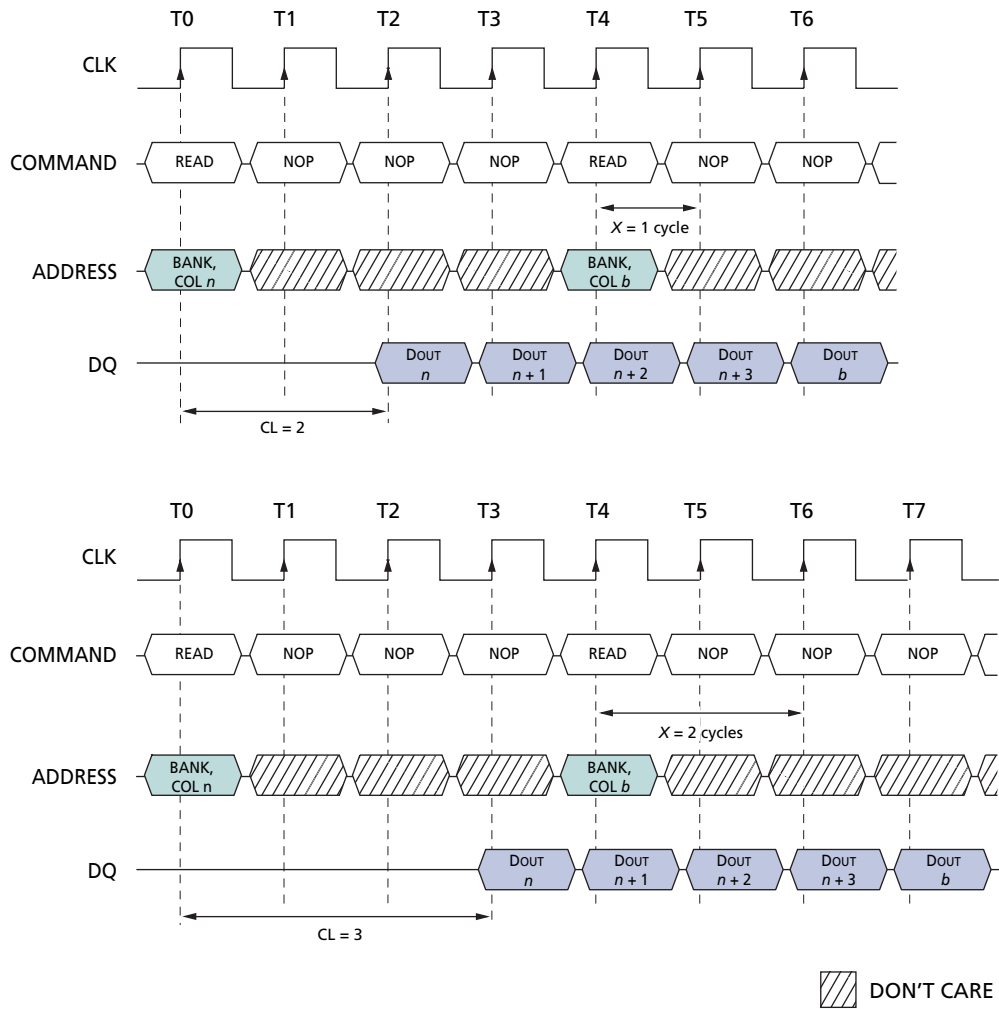 T0 T1 T2 T3 T4 T5 T6
CLK
COMMAND READ NOP NOP NOP READ NOP NOP
X = 1 cycle
ADDRESS BANK, COL n BANK, COL b
DQ DOUT n DOUT n + 1 DOUT n + 2 DOUT n + 3 DOUT b
CL = 2
T0 T1 T2 T3 T4 T5 T6 T7
CLK
COMMAND READ NOP NOP NOP READ NOP NOP NOP
X = 2 cycles
ADDRESS BANK, COL n BANK, COL b
DQ DOUT n DOUT n + 1 DOUT n + 2 DOUT n + 3 DOUT b
CL = 3
DON'T CARE